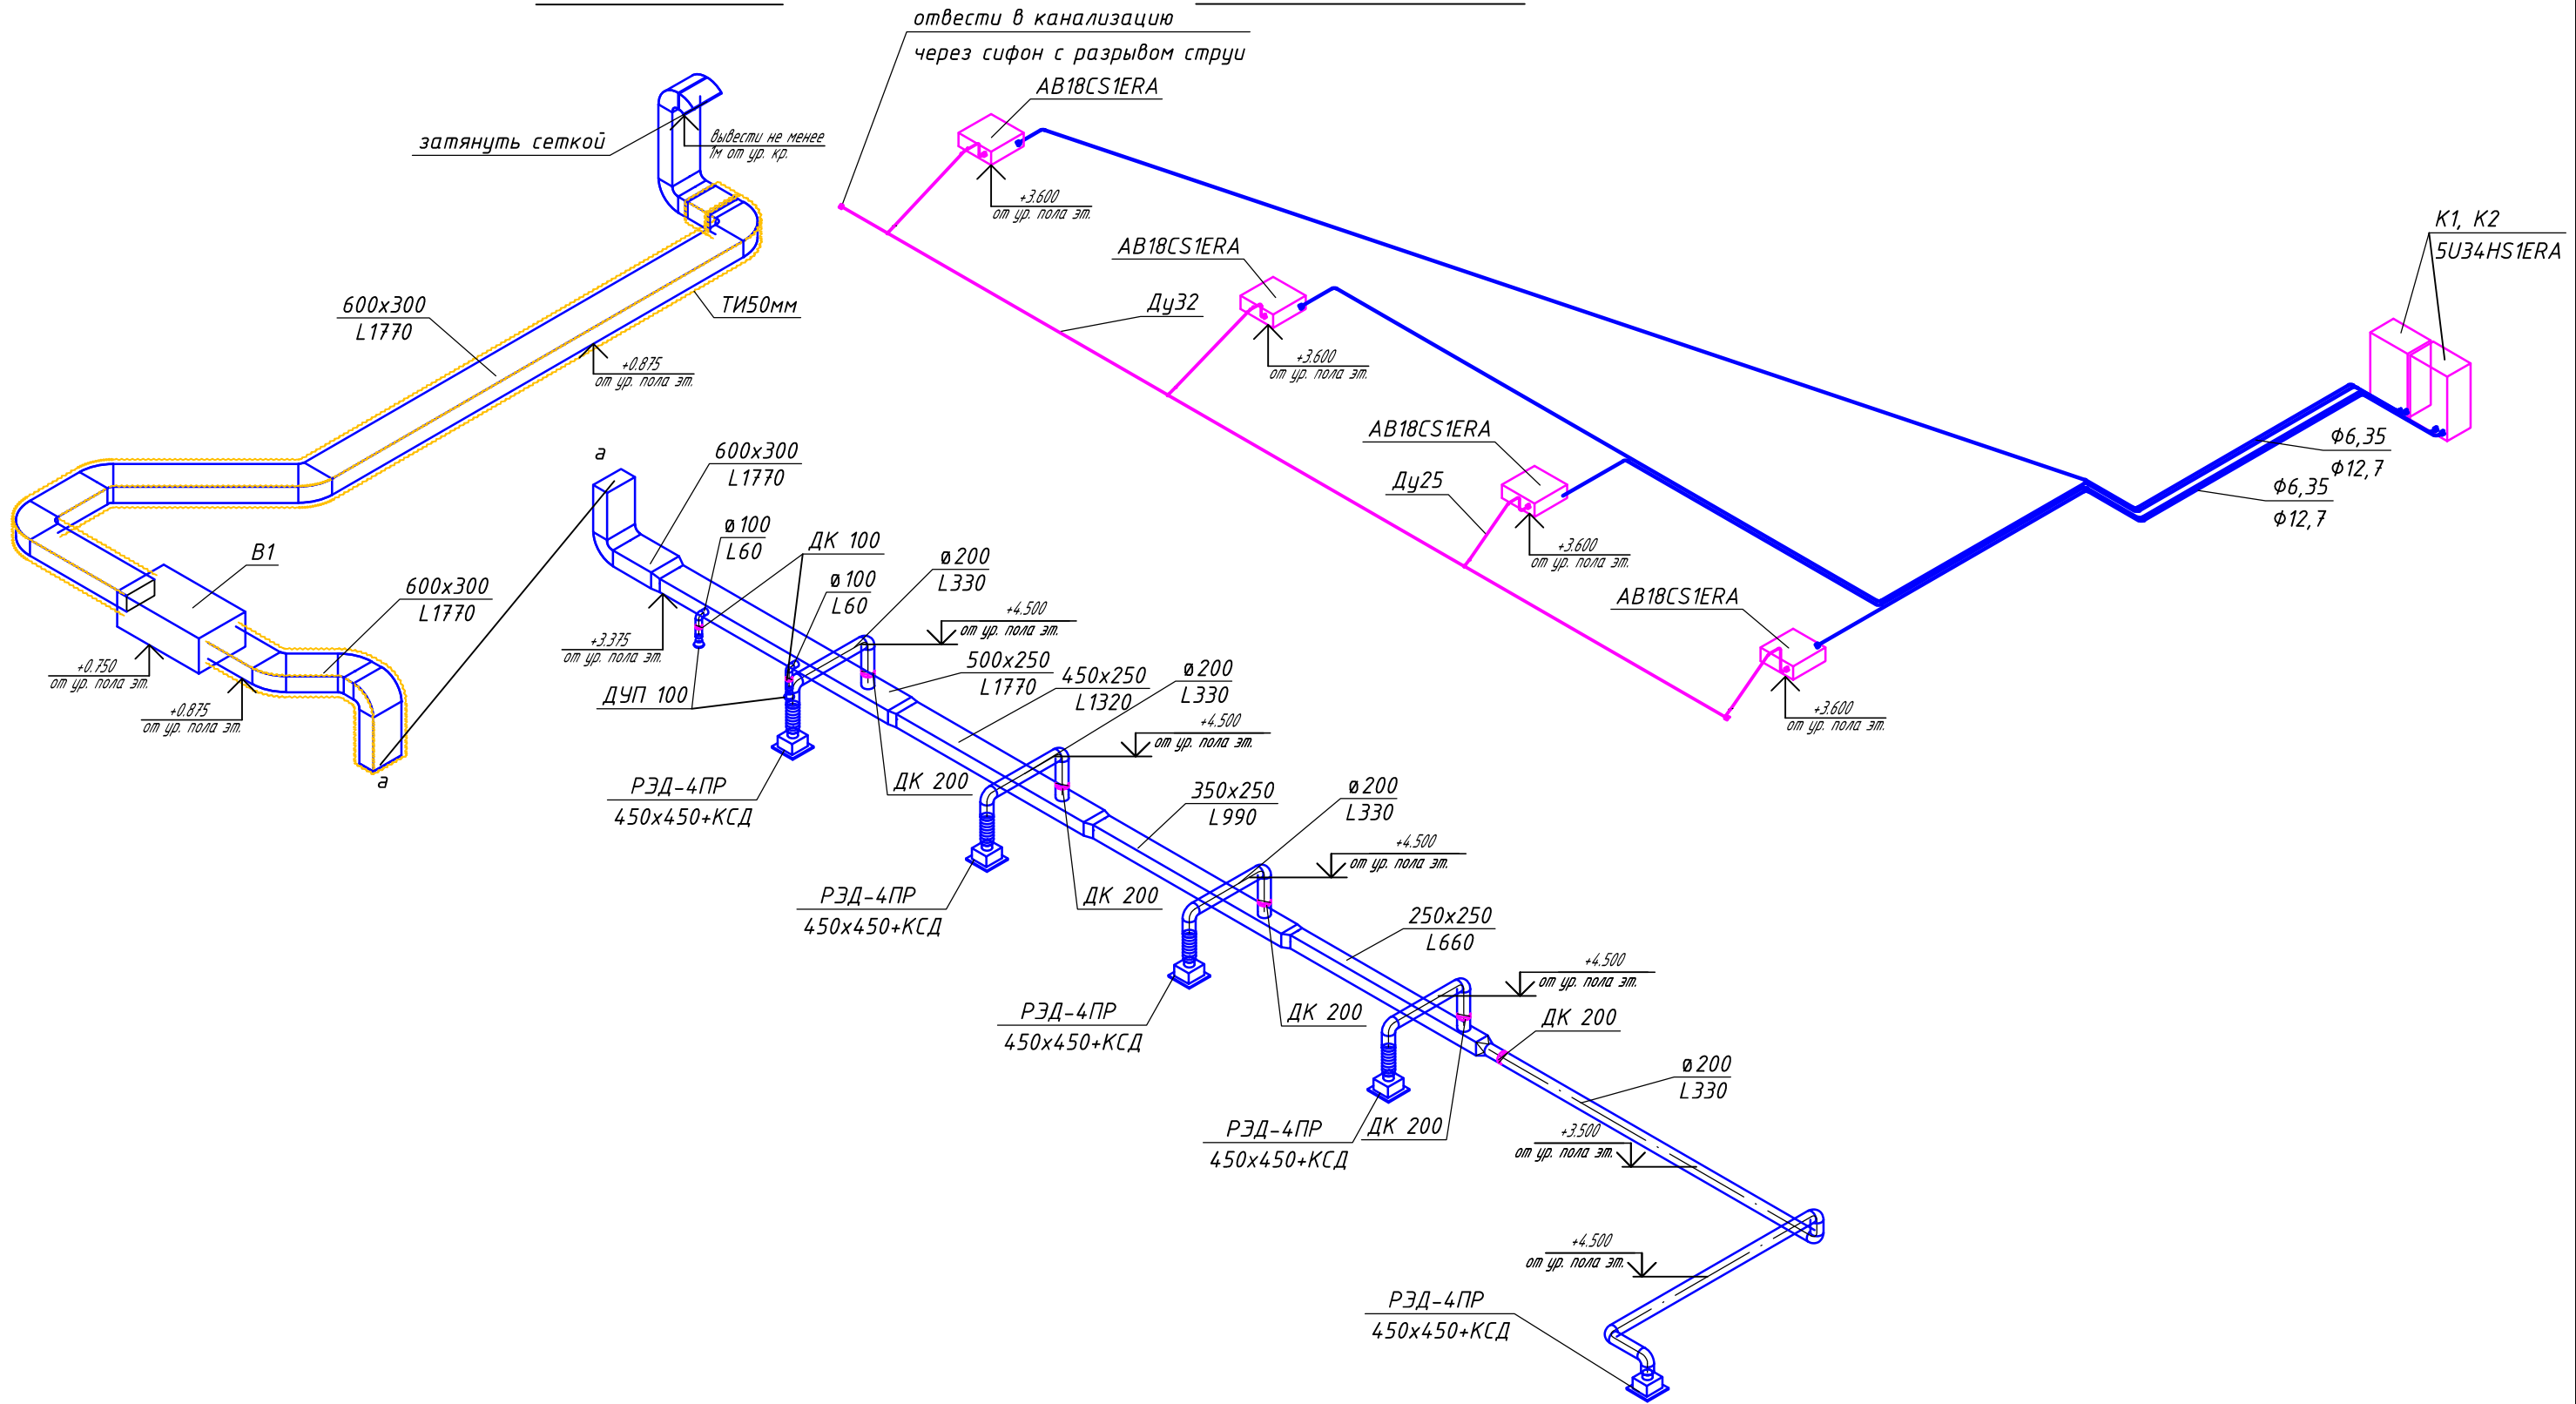 отвести в канализацию
через сифон с разрывом струи
AB18CS1ERA
затянуть сеткой
вывести не менее
1м от ур. кр.
+3.600
от ур. пола эт.
К1, К2
5U34HS1ERA
AB18CS1ERA
600x300
L1770
ТИ50мм
Ду32
+3.600
от ур. пола эт.
+0.875
от ур. пола эт.
AB18CS1ERA
Ф6,35
Ф12,7
Ф6,35
Ф12,7
а
600x300
L1770
Ду25
ø100
L60
ДК 100
ø200
L330
+3.600
от ур. пола эт.
В1
600x300
L1770
ø100
L60
AB18CS1ERA
+4.500
от ур. пола эт.
+3.375
от ур. пола эт.
+0.750
от ур. пола эт.
500x250
L1770
450x250
L1320
ø200
L330
ДУП 100
+0.875
от ур. пола эт.
+4.500
от ур. пола эт.
+3.600
от ур. пола эт.
а
РЭД-4ПР
450x450+КСД
ДК 200
350x250
L990
ø200
L330
+4.500
от ур. пола эт.
РЭД-4ПР
450x450+КСД
ДК 200
250x250
L660
+4.500
от ур. пола эт.
РЭД-4ПР
450x450+КСД
ДК 200
ДК 200
ø200
L330
РЭД-4ПР
450x450+КСД
ДК 200
+3.500
от ур. пола эт.
+4.500
от ур. пола эт.
РЭД-4ПР
450x450+КСД